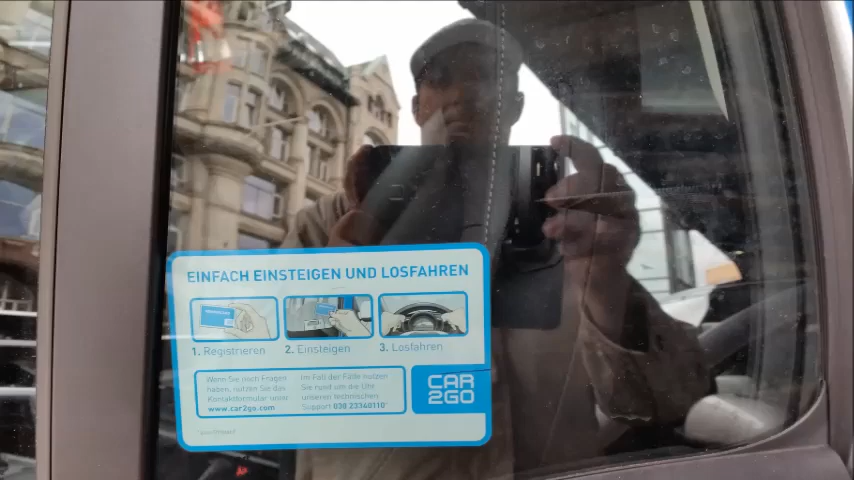 EINFACH EINSTEIGEN UND LOSFAHREN
1. Registrieren
2. Einsteigen
3. Losfahren
Wenn Sie noch Fragen
haben, nutzen Sie das
Kontaktformular unter
www.car2go.com
Im Fall der Fälle nutzen
Sie rund um die Uhr
unseren technischen
Support 030 23340110*
CAR
2GO